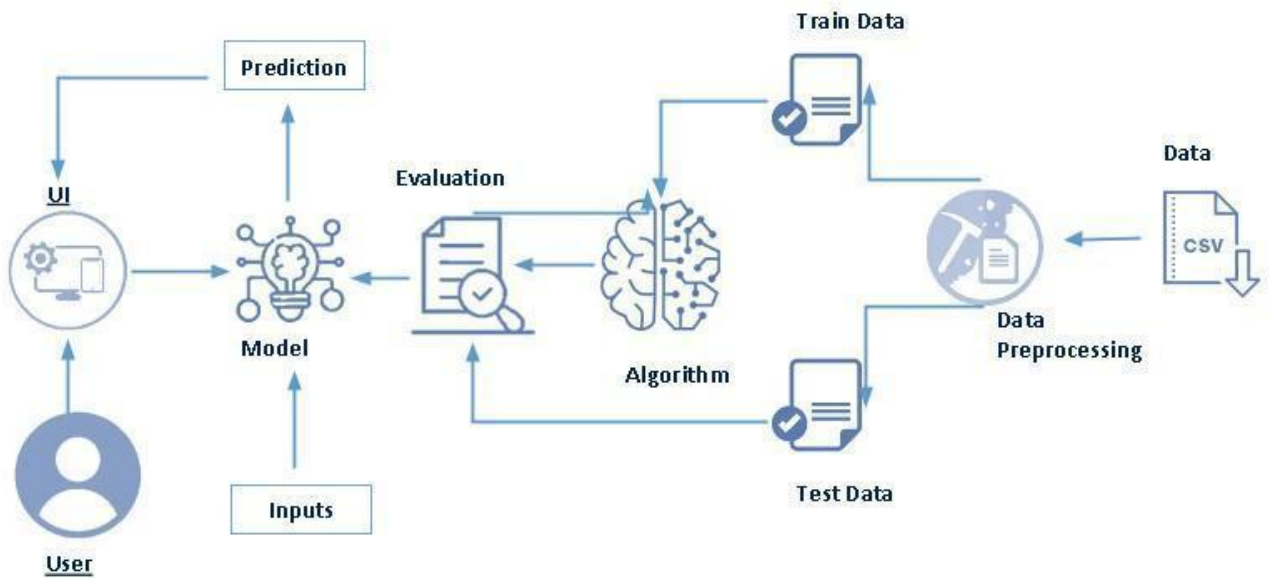 Train Data
Prediction
Data
Evaluation
UI
CSV
Data
Preprocessing
Model
Algorithm
Test Data
Inputs
User